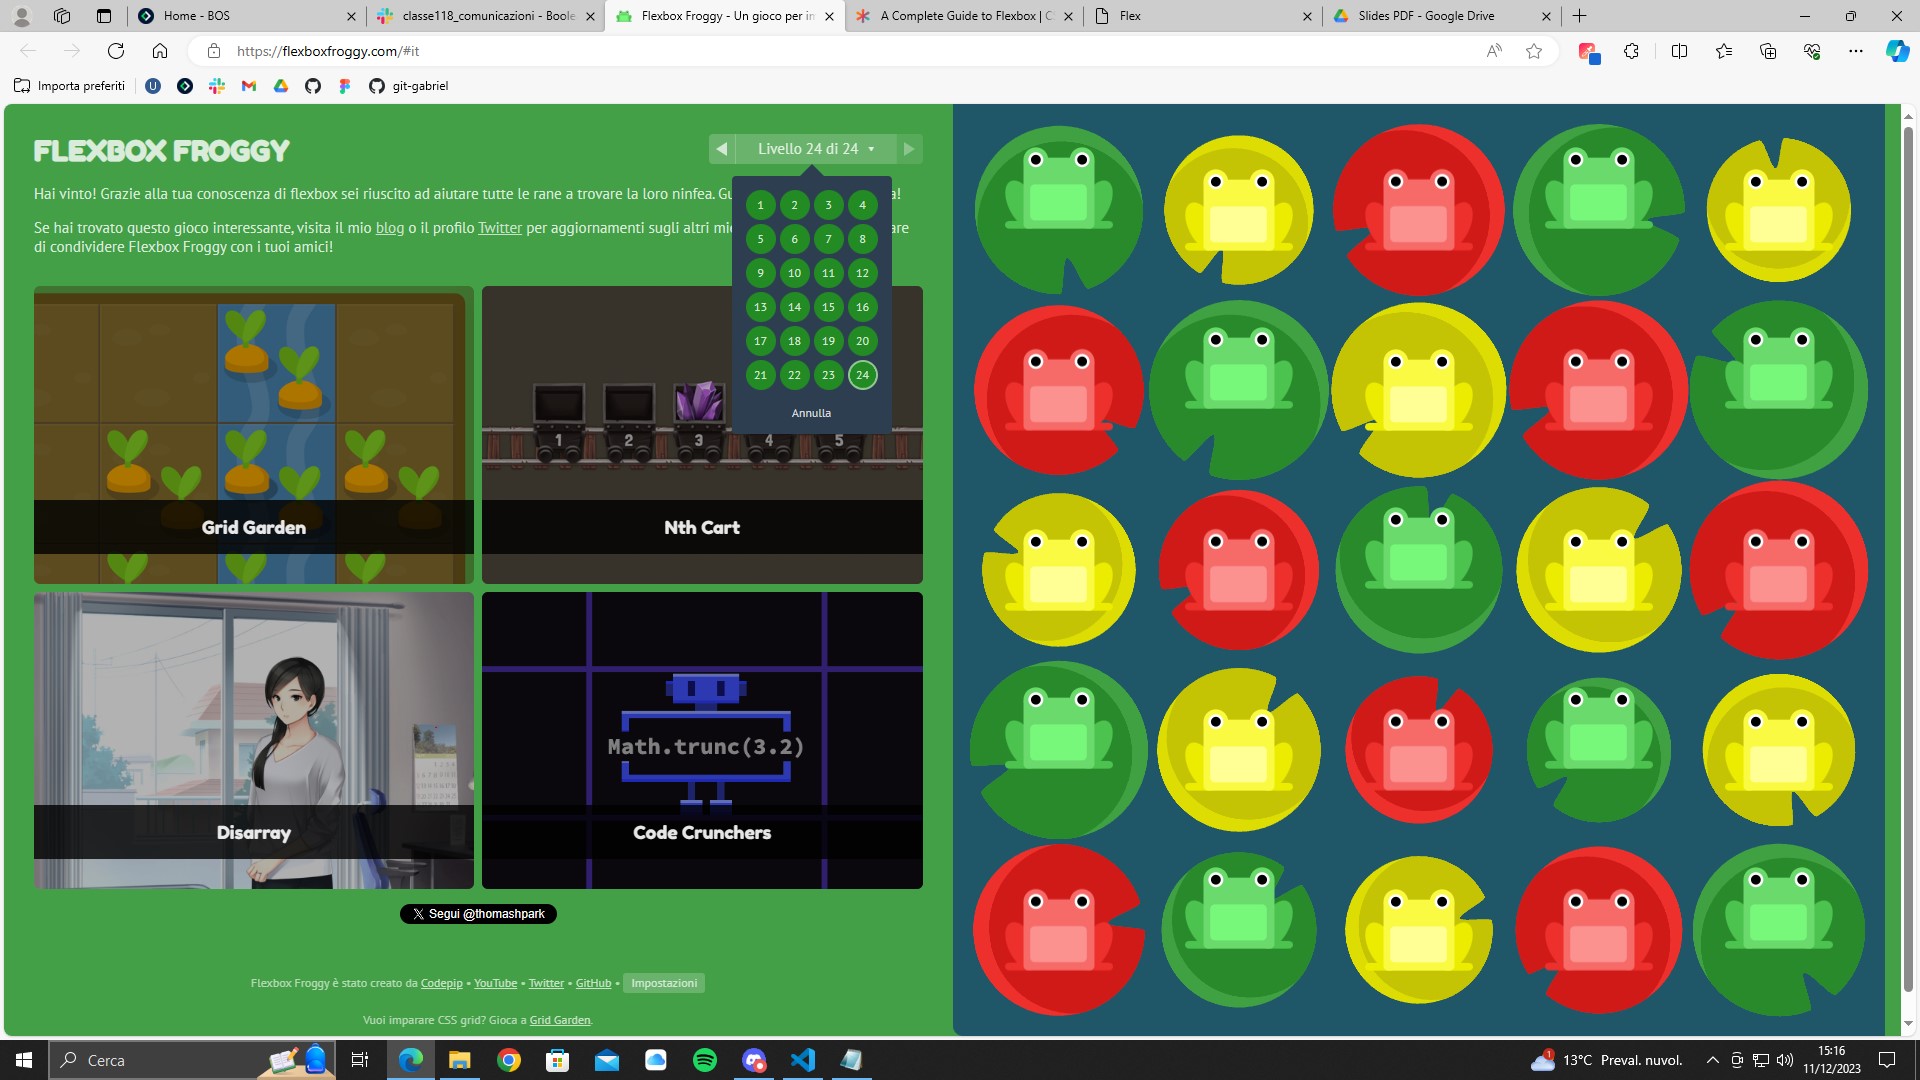 Home - BOS
classe118_comunicazioni - Boole
Flexbox Froggy - Un gioco per im
A Complete Guide to Flexbox | C
Flex
Slides PDF - Google Drive
https://flexboxfroggy.com/#it
Importa preferiti
git-gabriel
FLEXBOX FROGGY
Livello 24 di 24
Hai vinto! Grazie alla tua conoscenza di flexbox sei riuscito ad aiutare tutte le rane a trovare la loro ninfea. Gu
a!
Se hai trovato questo gioco interessante, visita il mio blog o il profilo Twitter per aggiornamenti sugli altri mie
are
di condividere Flexbox Froggy con i tuoi amici!
1 2 3 4
5 6 7 8
9 10 11 12
13 14 15 16
17 18 19 20
21 22 23 24
Annulla
1 2 3 4 5
Grid Garden
Nth Cart
Math.trunc(3.2)
Disarray
Code Crunchers
X Segui @thomashpark
Flexbox Froggy è stato creato da Codepip • YouTube • Twitter • GitHub • Impostazioni
Vuoi imparare CSS grid? Gioca a Grid Garden.
Cerca
1
13°C Preval. nuvol.
15:16
11/12/2023